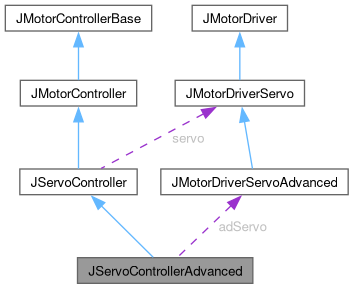 JMotorControllerBase
JMotorDriver
JMotorController
JMotorDriverServo
servo
JServoController
JMotorDriverServoAdvanced
adServo
JServoControllerAdvanced